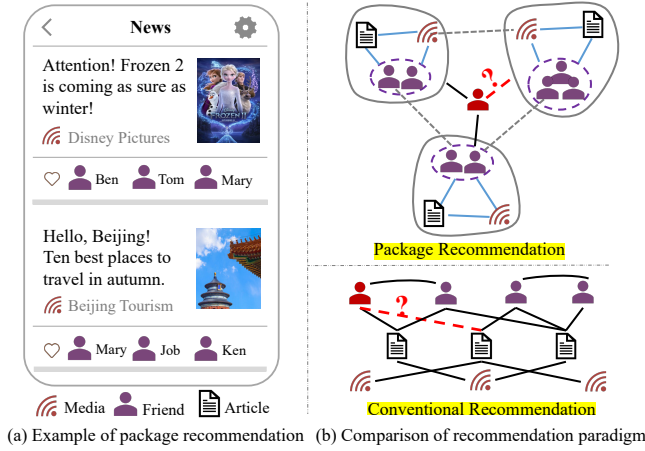 News
Attention! Frozen 2
is coming as sure as
winter!
Disney Pictures
FROZEN II
Ben Tom Mary
Hello, Beijing!
Ten best places to
travel in autumn.
Beijing Tourism
Mary Job Ken
Media Friend Article
(a) Example of package recommendation
?
Package Recommendation
?
Conventional Recommendation
(b) Comparison of recommendation paradigm